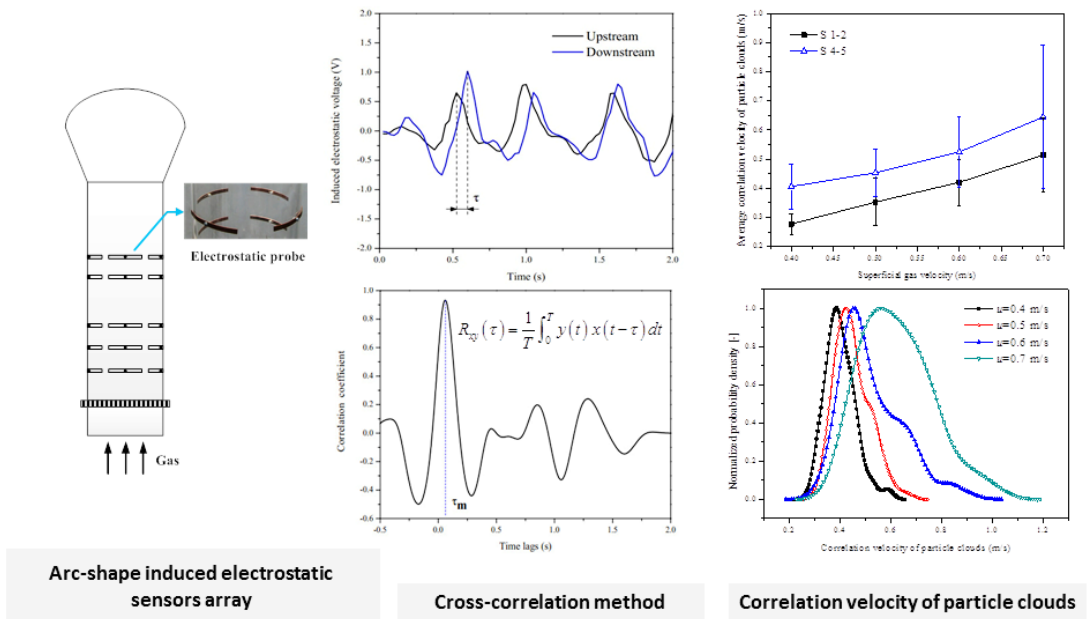 Electrostatic probe
Gas
Arc-shape induced electrostatic
sensors array
2.0
1.5
1.0
0.5
0.0
-0.5
-1.0
-1.5
-2.0
Induced electrostatic voltage (V)
Upstream
Downstream
τ
0.0 0.5 1.0 1.5 2.0
Time (s)
1.0
0.8
0.6
0.4
0.2
0.0
-0.2
-0.4
-0.6
Correlation coefficient
R_xy(τ) = 1/T ∫_0^T y(t) x(t-τ) dt
τm
-0.5 0.0 0.5 1.0 1.5 2.0
Time lags (s)
Cross-correlation method
1.0
0.9
0.8
0.7
0.6
0.5
0.4
0.3
0.2
Average correlation velocity of particle clouds (m/s)
S 1-2
S 4-5
0.40 0.45 0.50 0.55 0.60 0.65 0.70
Superficial gas velocity (m/s)
1.0
0.8
0.6
0.4
0.2
0.0
Normalized probability density [-]
u=0.4 m/s
u=0.5 m/s
u=0.6 m/s
u=0.7 m/s
0.2 0.4 0.6 0.8 1.0 1.2
Correlation velocity of particle clouds (m/s)
Correlation velocity of particle clouds